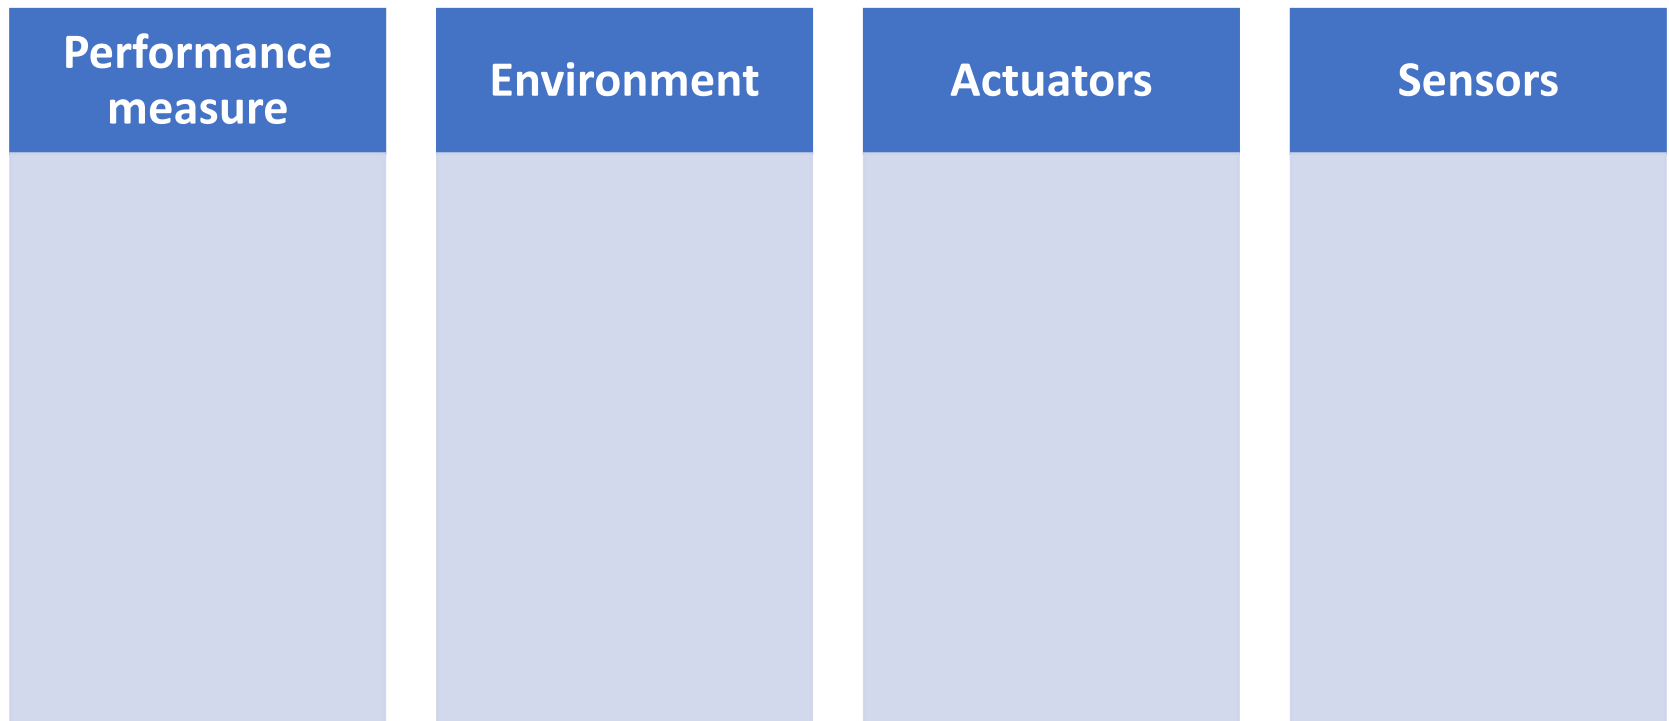 Performance
measure
Environment
Actuators
Sensors